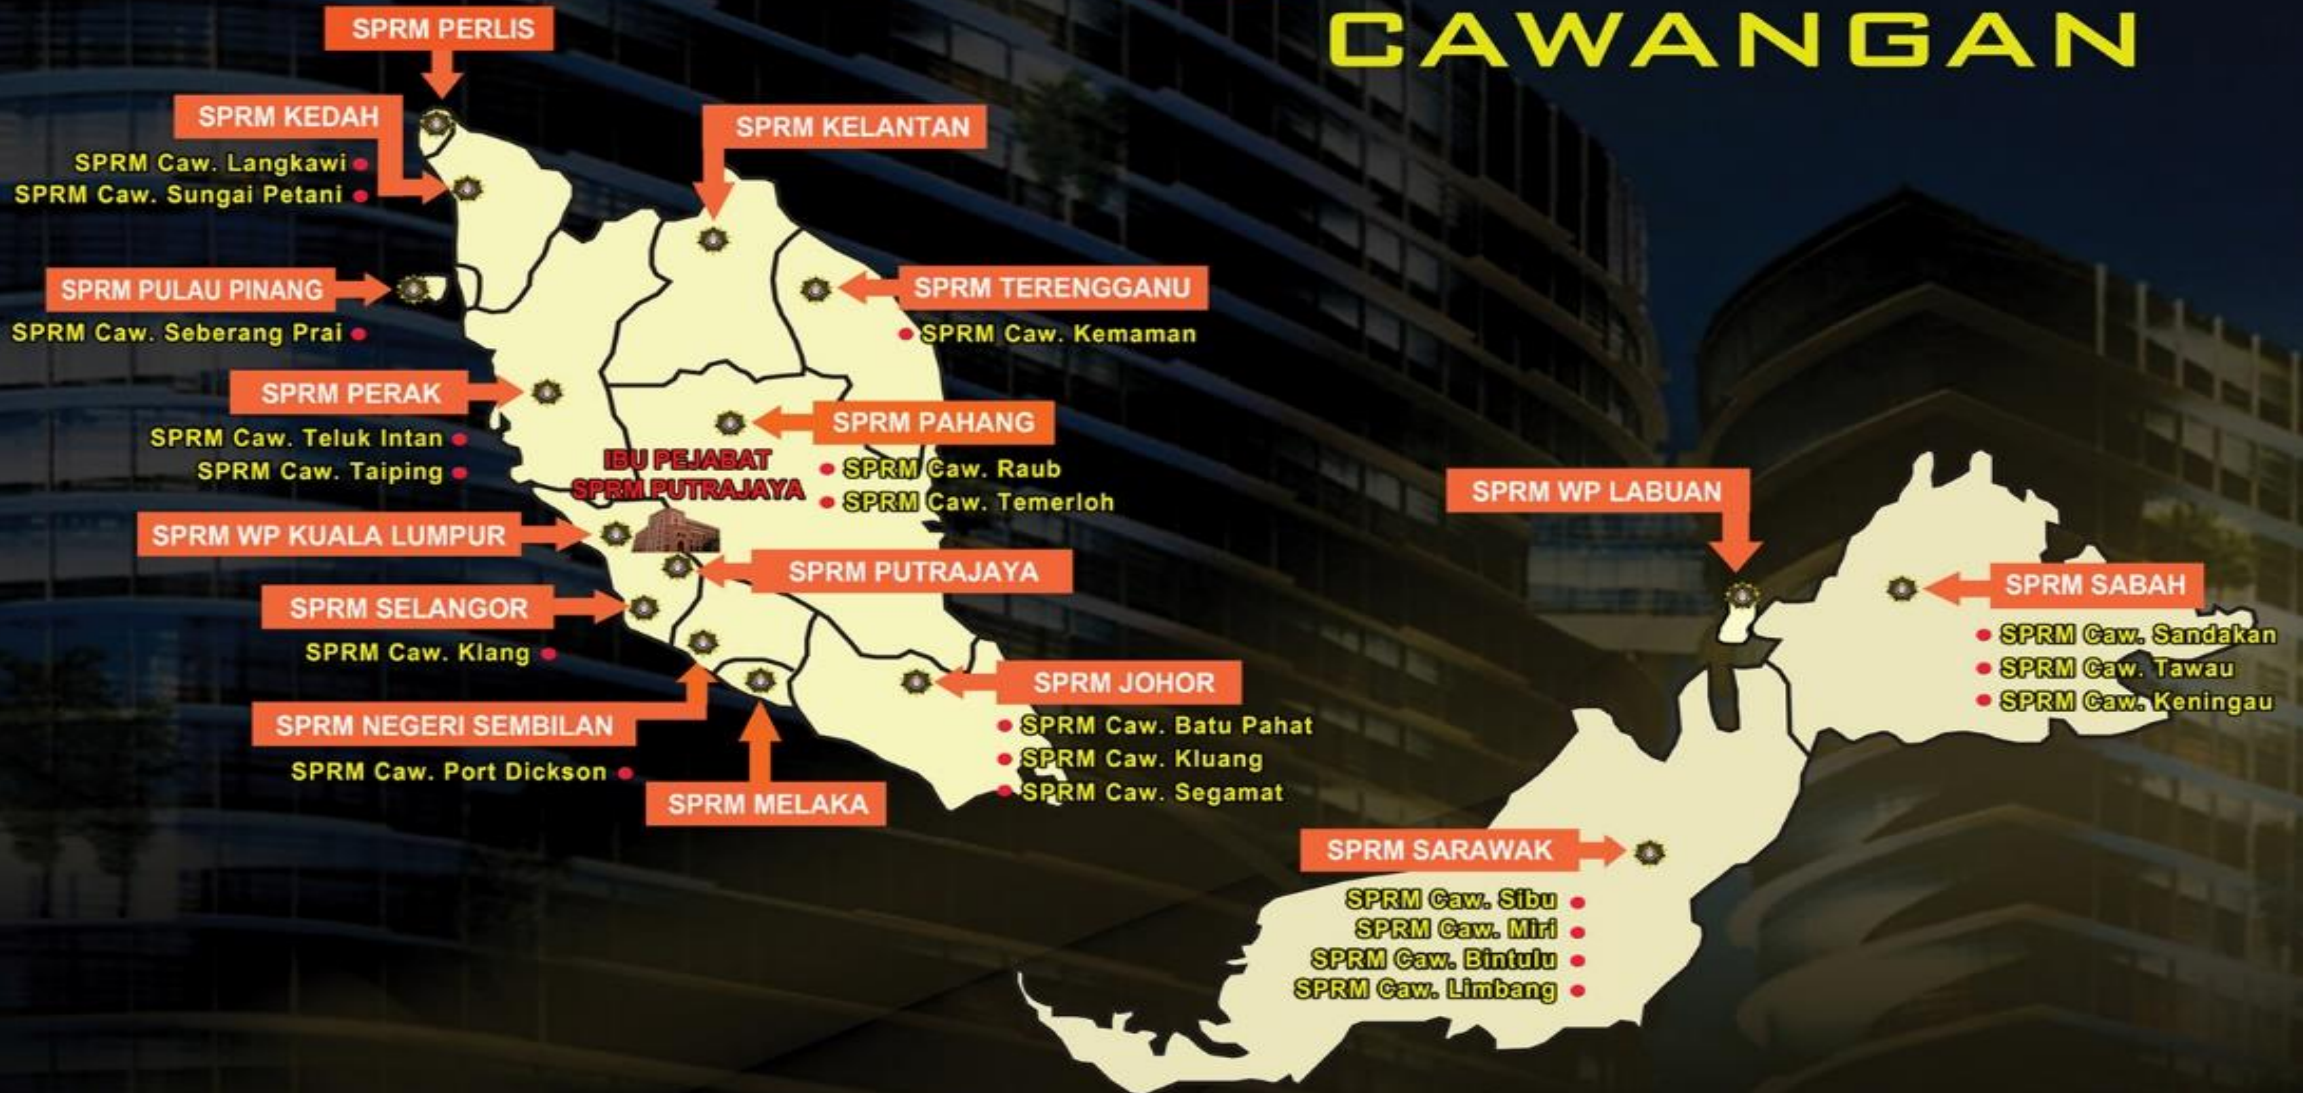 CAWANGAN
SPRM PERLIS
SPRM KEDAH
SPRM Caw. Langkawi
SPRM Caw. Sungai Petani
SPRM KELANTAN
SPRM PULAU PINANG
SPRM Caw. Seberang Prai
SPRM TERENGGANU
SPRM Caw. Kemaman
SPRM PERAK
SPRM Caw. Teluk Intan
SPRM Caw. Taiping
SPRM PAHANG
SPRM Caw. Raub
SPRM Caw. Temerloh
IBU PEJABAT
SPRM PUTRAJAYA
SPRM WP KUALA LUMPUR
SPRM PUTRAJAYA
SPRM SELANGOR
SPRM Caw. Klang
SPRM NEGERI SEMBILAN
SPRM Caw. Port Dickson
SPRM MELAKA
SPRM JOHOR
SPRM Caw. Batu Pahat
SPRM Caw. Kluang
SPRM Caw. Segamat
SPRM WP LABUAN
SPRM SABAH
SPRM Caw. Sandakan
SPRM Caw. Tawau
SPRM Caw. Keningau
SPRM SARAWAK
SPRM Caw. Sibu
SPRM Caw. Miri
SPRM Caw. Bintulu
SPRM Caw. Limbang